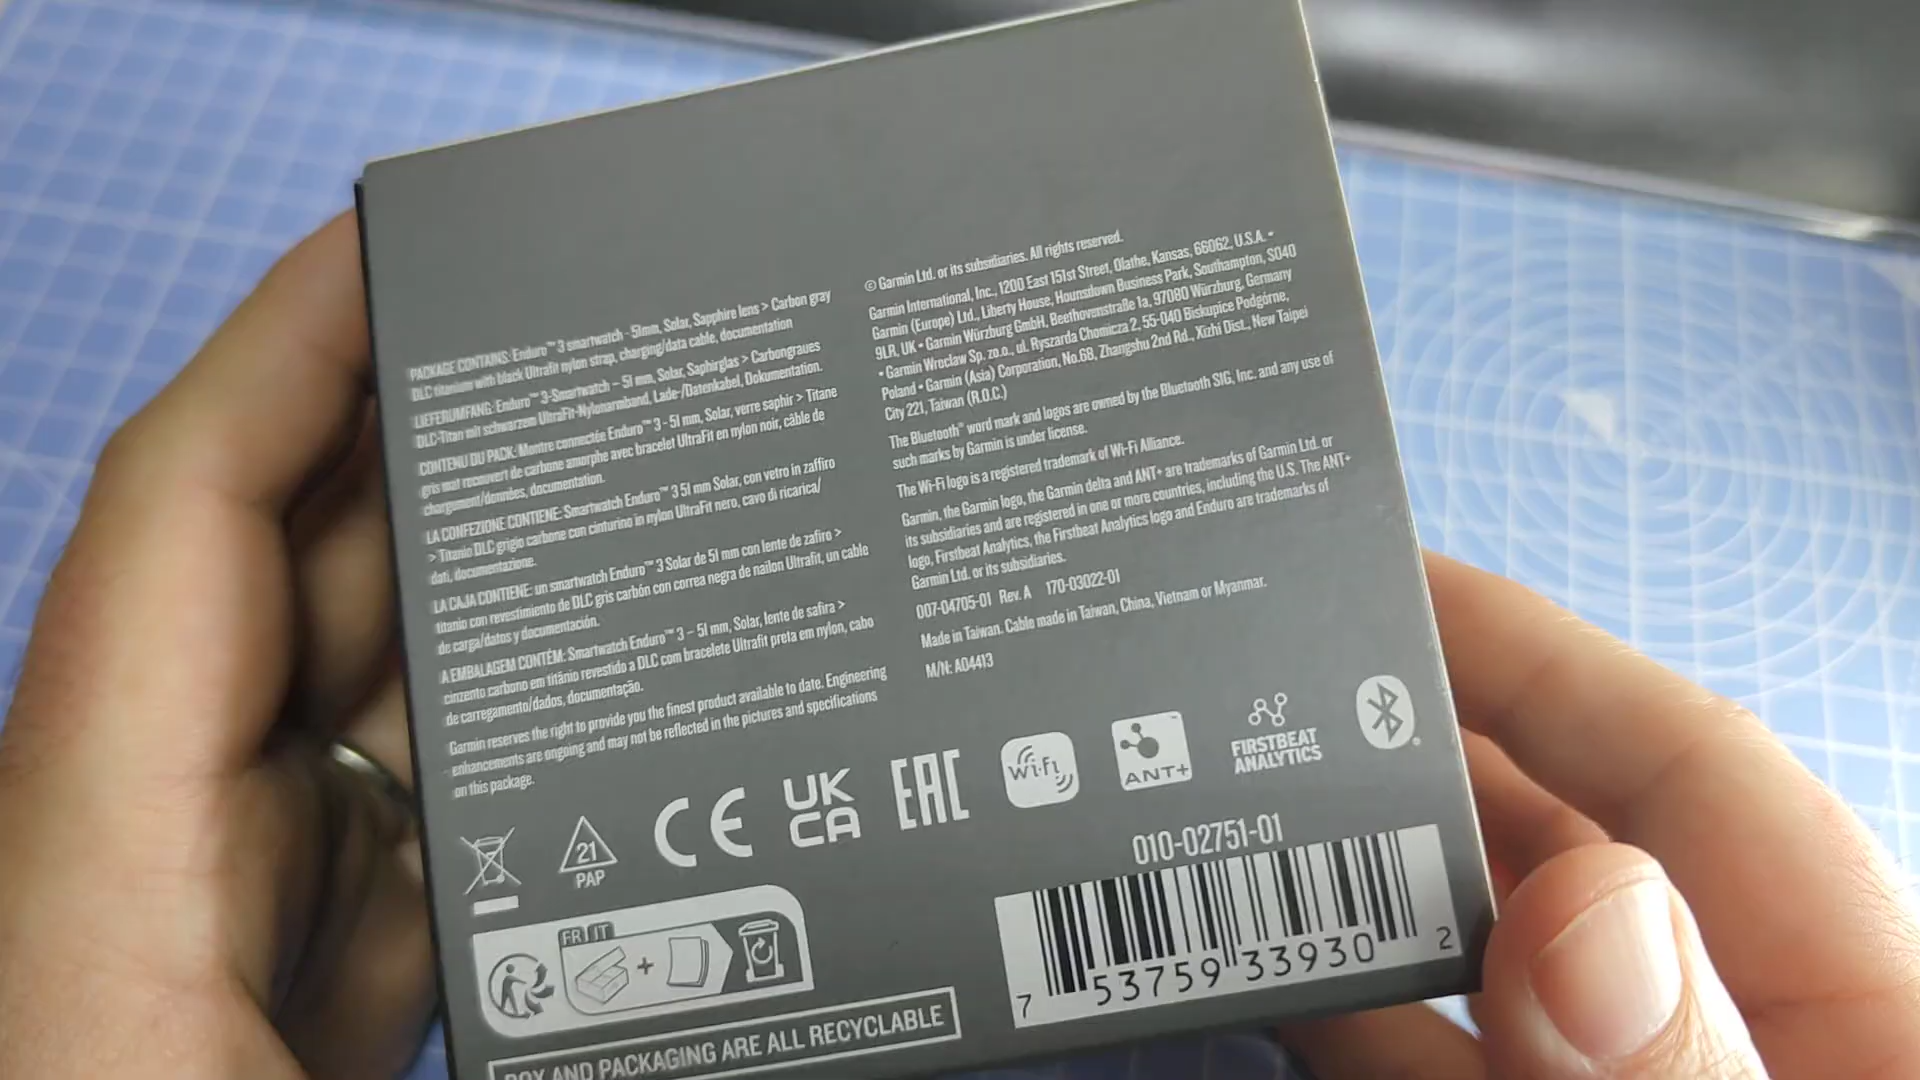 PACKAGE CONTAINS: Enduro™ 3 smartwatch - 51mm, Solar, Sapphire lens > Carbon gray
DLC titanium with black Ultrafit nylon strap, charging/data cable, documentation
LIEFERUMFANG: Enduro™ 3-Smartwatch – 51 mm, Solar, Saphirglas > Carbongraues
DLC-Titan mit schwarzem UltraFit-Nylonarmband, Lade-/Datenkabel, Dokumentation.
CONTENU DU PACK: Montre connectée Enduro™ 3 - 51 mm, Solar, verre saphir > Titane
gris mat recouvert de carbone amorphe avec bracelet UltraFit en nylon noir, câble de
chargement/données, documentation.
LA CONFEZIONE CONTIENE: Smartwatch Enduro™ 3 51 mm Solar, con vetro in zaffiro
> Titanio DLC grigio carbone con cinturino in nylon UltraFit nero, cavo di ricarica/
dati, documentazione.
LA CAJA CONTIENE: un smartwatch Enduro™ 3 Solar de 51 mm con lente de zafiro >
titanio con revestimiento de DLC gris carbón con correa negra de nailon Ultrafit, un cable
de carga/datos y documentación.
A EMBALAGEM CONTÉM: Smartwatch Enduro™ 3 – 51 mm, Solar, lente de safira >
cinzento carbono em titânio revestido a DLC com bracelete Ultrafit preta em nylon, cabo
de carregamento/dados, documentação.
Garmin reserves the right to provide you the finest product available to date. Engineering
enhancements are ongoing and may not be reflected in the pictures and specifications
on this package.
© Garmin Ltd. or its subsidiaries. All rights reserved.
Garmin International, Inc., 1200 East 151st Street, Olathe, Kansas, 66062, U.S.A. •
Garmin (Europe) Ltd., Liberty House, Hounsdown Business Park, Southampton, SO40
9LR. UK • Garmin Würzburg GmbH, Beethovenstraße 1a, 97080 Würzburg, Germany
• Garmin Wroclaw Sp. zo.o., ul. Ryszarda Chomicza 2, 55-040 Biskupice Podgórne,
Poland • Garmin (Asia) Corporation, No.68, Zhangshu 2nd Rd., Xizhi Dist., New Taipei
City 221, Taiwan (R.O.C.)
The Bluetooth® word mark and logos are owned by the Bluetooth SIG, Inc. and any use of
such marks by Garmin is under license.
The Wi-Fi logo is a registered trademark of Wi-Fi Alliance.
Garmin, the Garmin logo, the Garmin delta and ANT+ are trademarks of Garmin Ltd. or
its subsidiaries and are registered in one or more countries, including the U.S. The ANT+
logo, Firstbeat Analytics, the Firstbeat Analytics logo and Enduro are trademarks of
Garmin Ltd. or its subsidiaries.
007-04705-01 Rev. A 170-03022-01
Made in Taiwan. Cable made in Taiwan, China, Vietnam or Myanmar.
M/N: A04413
21
PAP
CE
UK
CA
EAC
Wi-Fi
ANT+
FIRSTBEAT
ANALYTICS
FR IT
+
BOX AND PACKAGING ARE ALL RECYCLABLE
010-02751-01
7 53759 33930 2